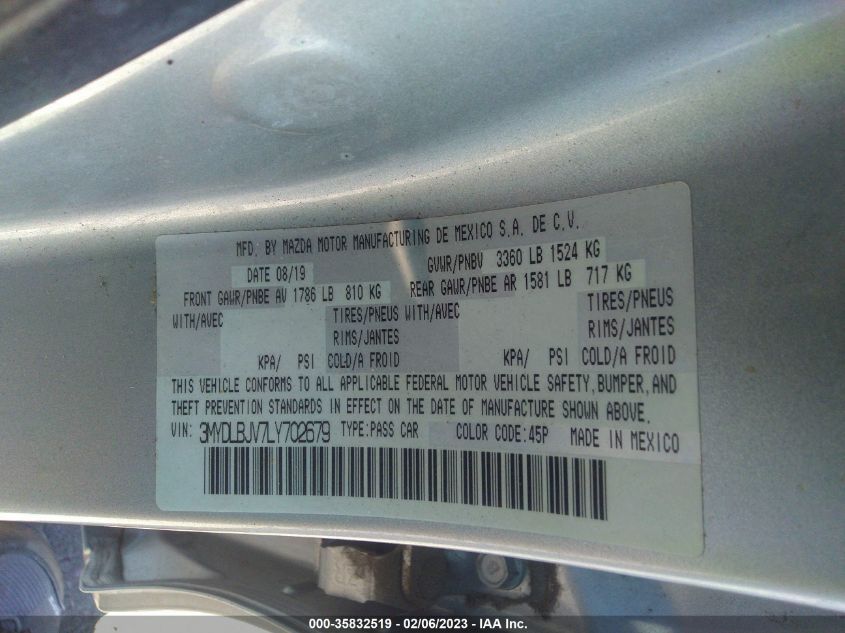 MFD. BY MAZDA MOTOR MANUFACTURING DE MEXICO S.A. DE C.V.
DATE 08/19 GVWR/PNBV 3360 LB 1524 KG
FRONT GAWR/PNBE AV 1786 LB 810 KG REAR GAWR/PNBE AR 1581 LB 717 KG
WITH/AVEC TIRES/PNEUS WITH/AVEC TIRES/PNEUS
RIMS/JANTES RIMS/JANTES
KPA/ PSI COLD/A FROID KPA/ PSI COLD/A FROID
THIS VEHICLE CONFORMS TO ALL APPLICABLE FEDERAL MOTOR VEHICLE SAFETY, BUMPER, AND
THEFT PREVENTION STANDARDS IN EFFECT ON THE DATE OF MANUFACTURE SHOWN ABOVE.
VIN: 3MYDLBJV7LY702679 TYPE:PASS CAR COLOR CODE:45P MADE IN MEXICO
000-35832519 / 02/06/2023 - IAA Inc.